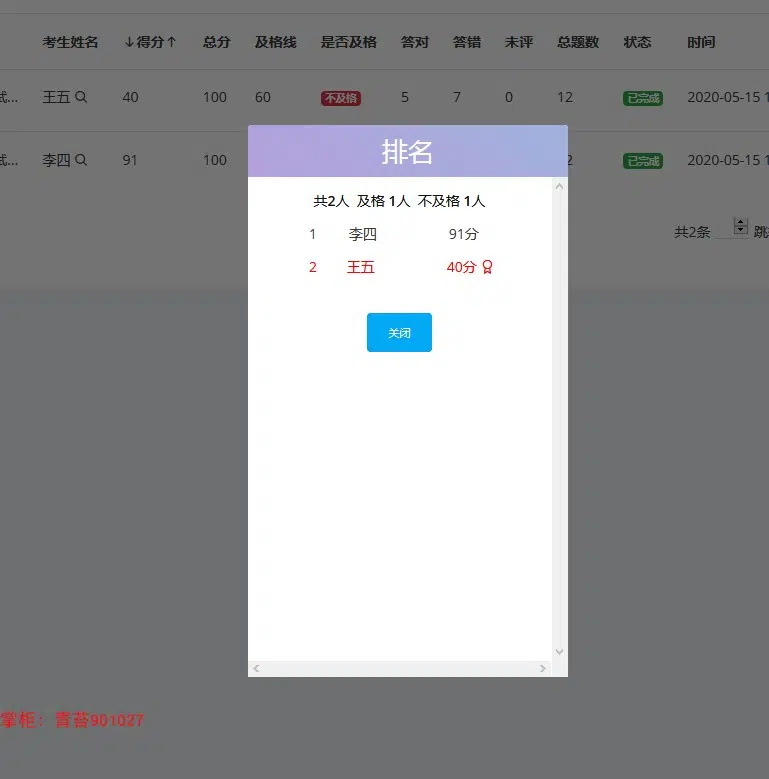 考生姓名 ↓得分↑ 总分 及格线 是否及格 答对 答错 未评 总题数 状态 时间
试... 王五 40 100 60 不及格 5 7 0 12 已完成 2020-05-15 1
试... 李四 91 100 2 已完成 2020-05-15 1
排名
共2人 及格 1人 不及格 1人
1 李四 91分
2 王五 40分
共2条 跳
关闭
掌柜：青苔901027